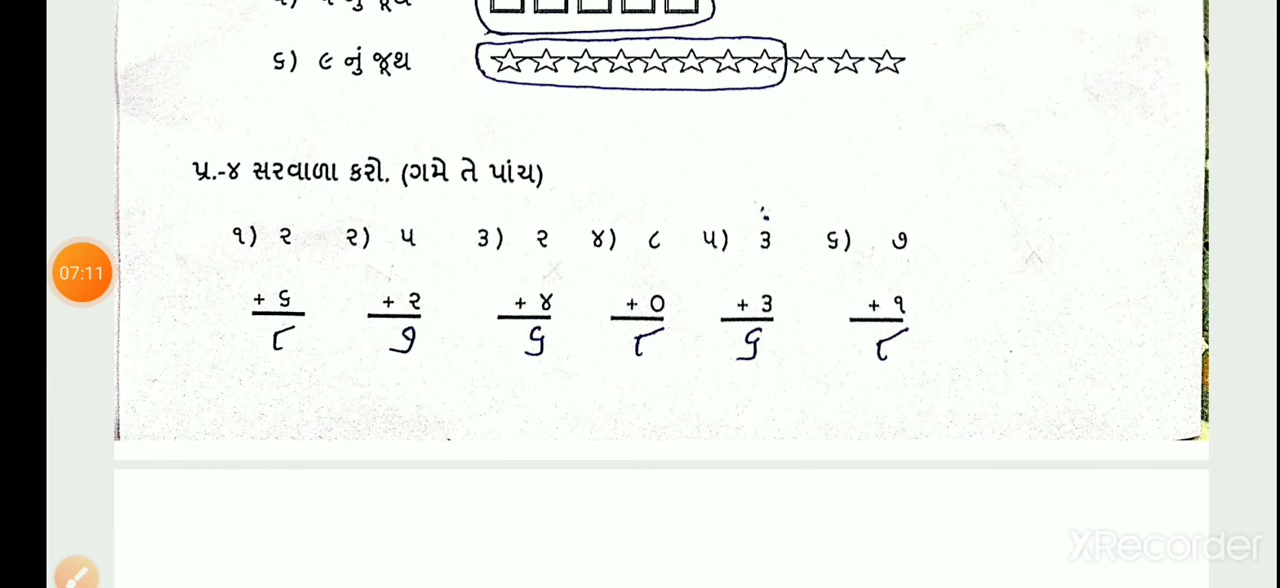 ૬) ૯ નું જૂથ
પ્ર.-૪ સરવાળા કરો. (ગમે તે પાંચ)
૧) ૨ ૨) ૫ ૩) ૨ ૪) ૮ ૫) ૩ ૬) ૭
+ ૬ + ૨ + ૪ + ૦ + ૩ + ૧
૮ ૭ ૬ ૮ ૬ ૮
07:11
XRecorder